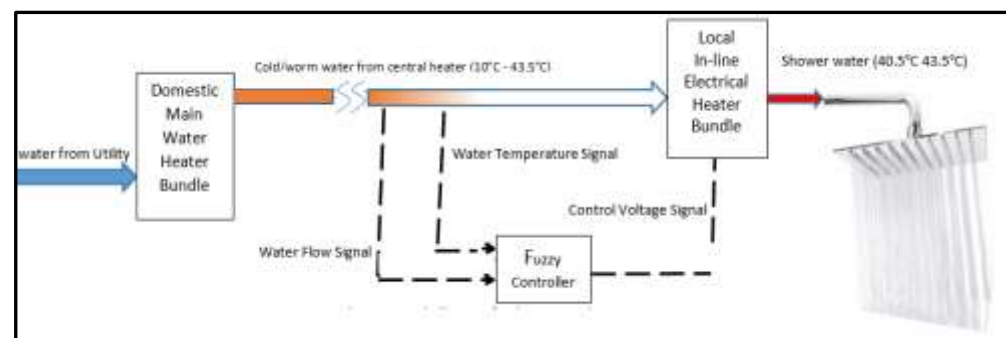 Cold/worm water from central heater (10°C - 43.5°C)
Local
In-line
Electrical
Heater
Bundle
Shower water (40.5°C 43.5°C)
Domestic
Main
Water
Heater
Bundle
water from Utility
Water Temperature Signal
Control Voltage Signal
Water Flow Signal
Fuzzy
Controller